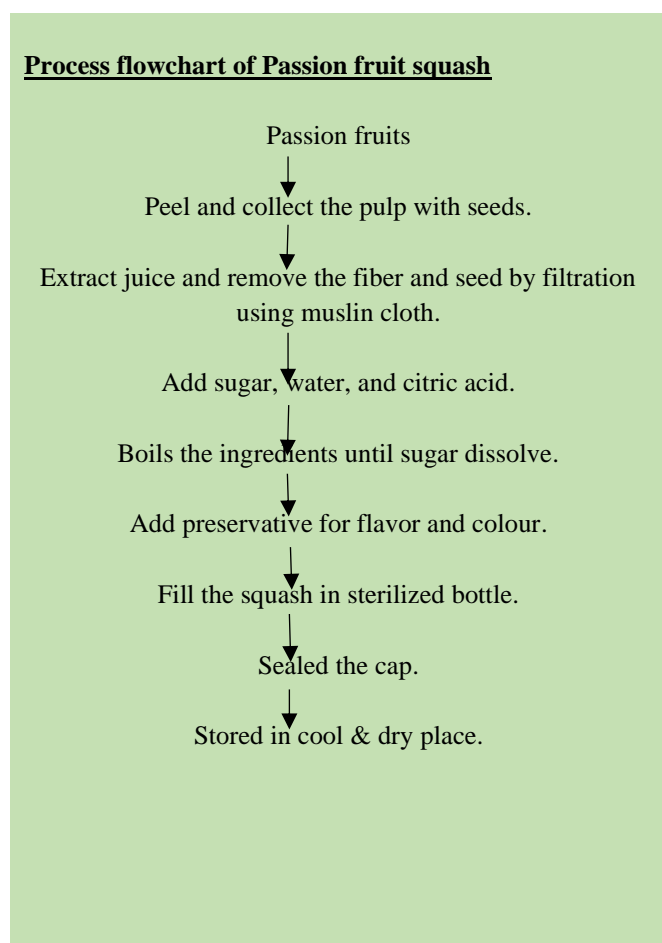 Process flowchart of Passion fruit squash
Passion fruits
Peel and collect the pulp with seeds.
Extract juice and remove the fiber and seed by filtration
using muslin cloth.
Add sugar, water, and citric acid.
Boils the ingredients until sugar dissolve.
Add preservative for flavor and colour.
Fill the squash in sterilized bottle.
Sealed the cap.
Stored in cool & dry place.